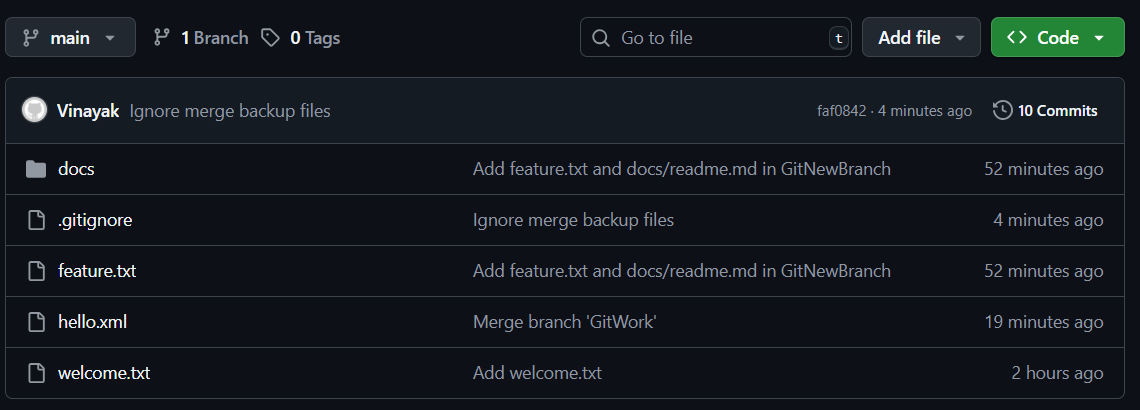 main 1 Branch 0 Tags Go to file t Add file Code
Vinayak Ignore merge backup files faf0842 · 4 minutes ago 10 Commits
docs Add feature.txt and docs/readme.md in GitNewBranch 52 minutes ago
.gitignore Ignore merge backup files 4 minutes ago
feature.txt Add feature.txt and docs/readme.md in GitNewBranch 52 minutes ago
hello.xml Merge branch 'GitWork' 19 minutes ago
welcome.txt Add welcome.txt 2 hours ago